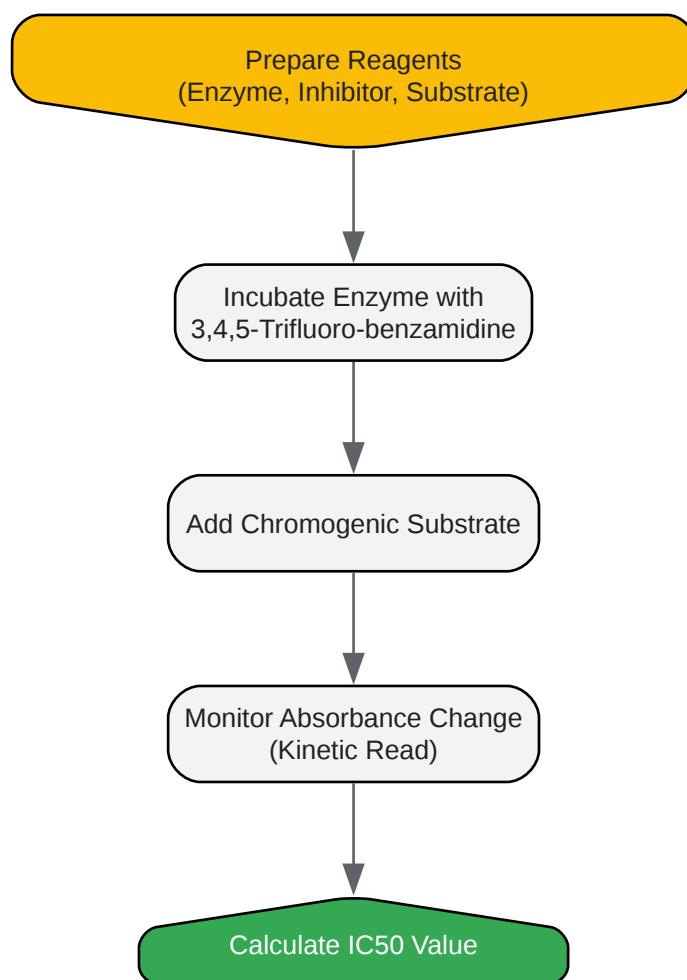 Prepare Reagents
(Enzyme, Inhibitor, Substrate)
Incubate Enzyme with
3,4,5-Trifluoro-benzamidine
Add Chromogenic Substrate
Monitor Absorbance Change
(Kinetic Read)
Calculate IC50 Value